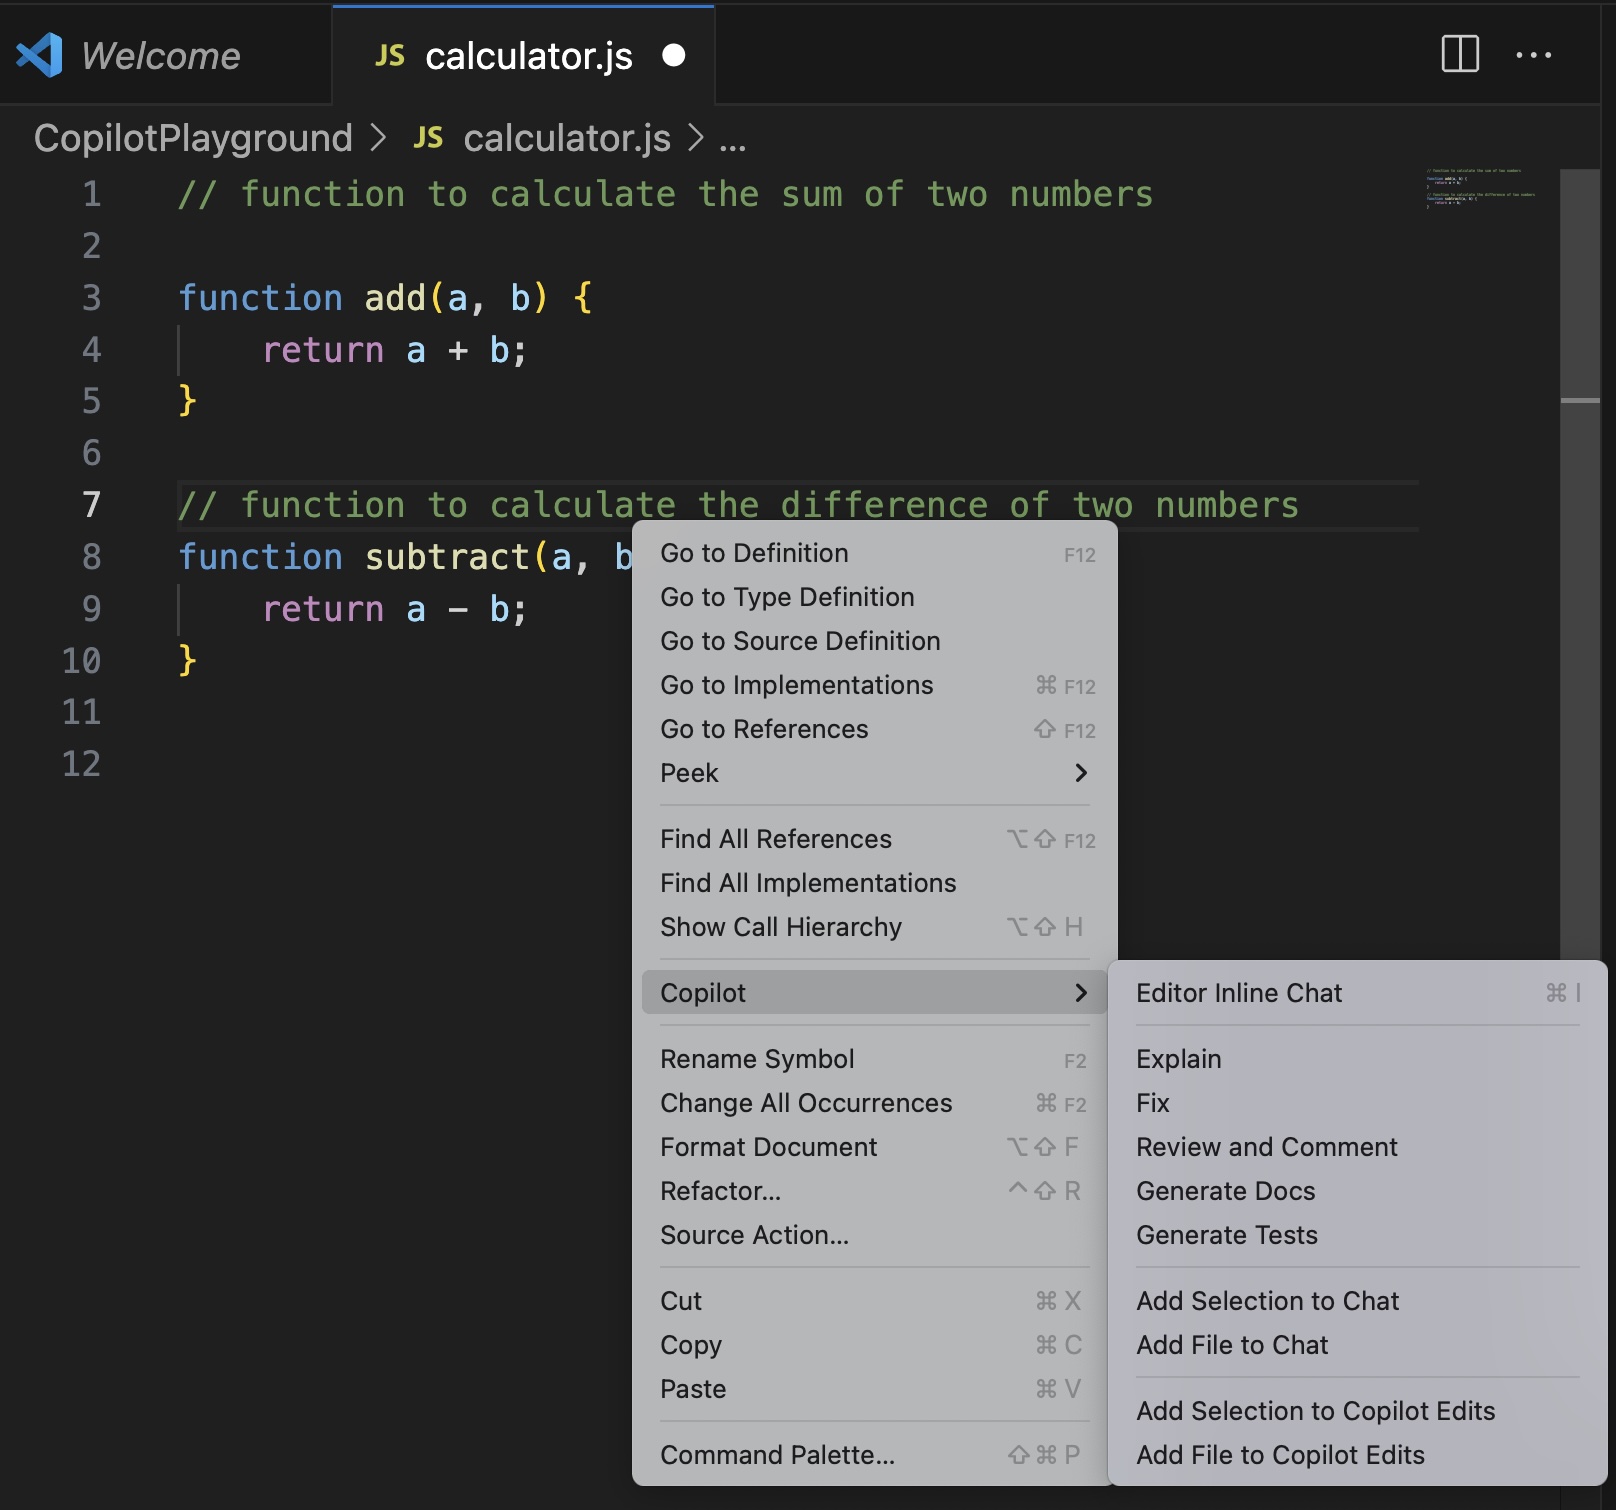 Welcome
JS calculator.js
CopilotPlayground > JS calculator.js > ...
1 // function to calculate the sum of two numbers
2
3 function add(a, b) {
4     return a + b;
5 }
6
7 // function to calculate the difference of two numbers
8 function subtract(a, b
9     return a - b;
10 }
11
12
Go to Definition F12
Go to Type Definition
Go to Source Definition
Go to Implementations ⌘ F12
Go to References ⇧ F12
Peek >
Find All References ⌥⇧ F12
Find All Implementations
Show Call Hierarchy ⌥⇧ H
Copilot >
Rename Symbol F2
Change All Occurrences ⌘ F2
Format Document ⌥⇧ F
Refactor... ^⇧ R
Source Action...
Cut ⌘ X
Copy ⌘ C
Paste ⌘ V
Command Palette... ⇧⌘ P
Editor Inline Chat ⌘ I
Explain
Fix
Review and Comment
Generate Docs
Generate Tests
Add Selection to Chat
Add File to Chat
Add Selection to Copilot Edits
Add File to Copilot Edits